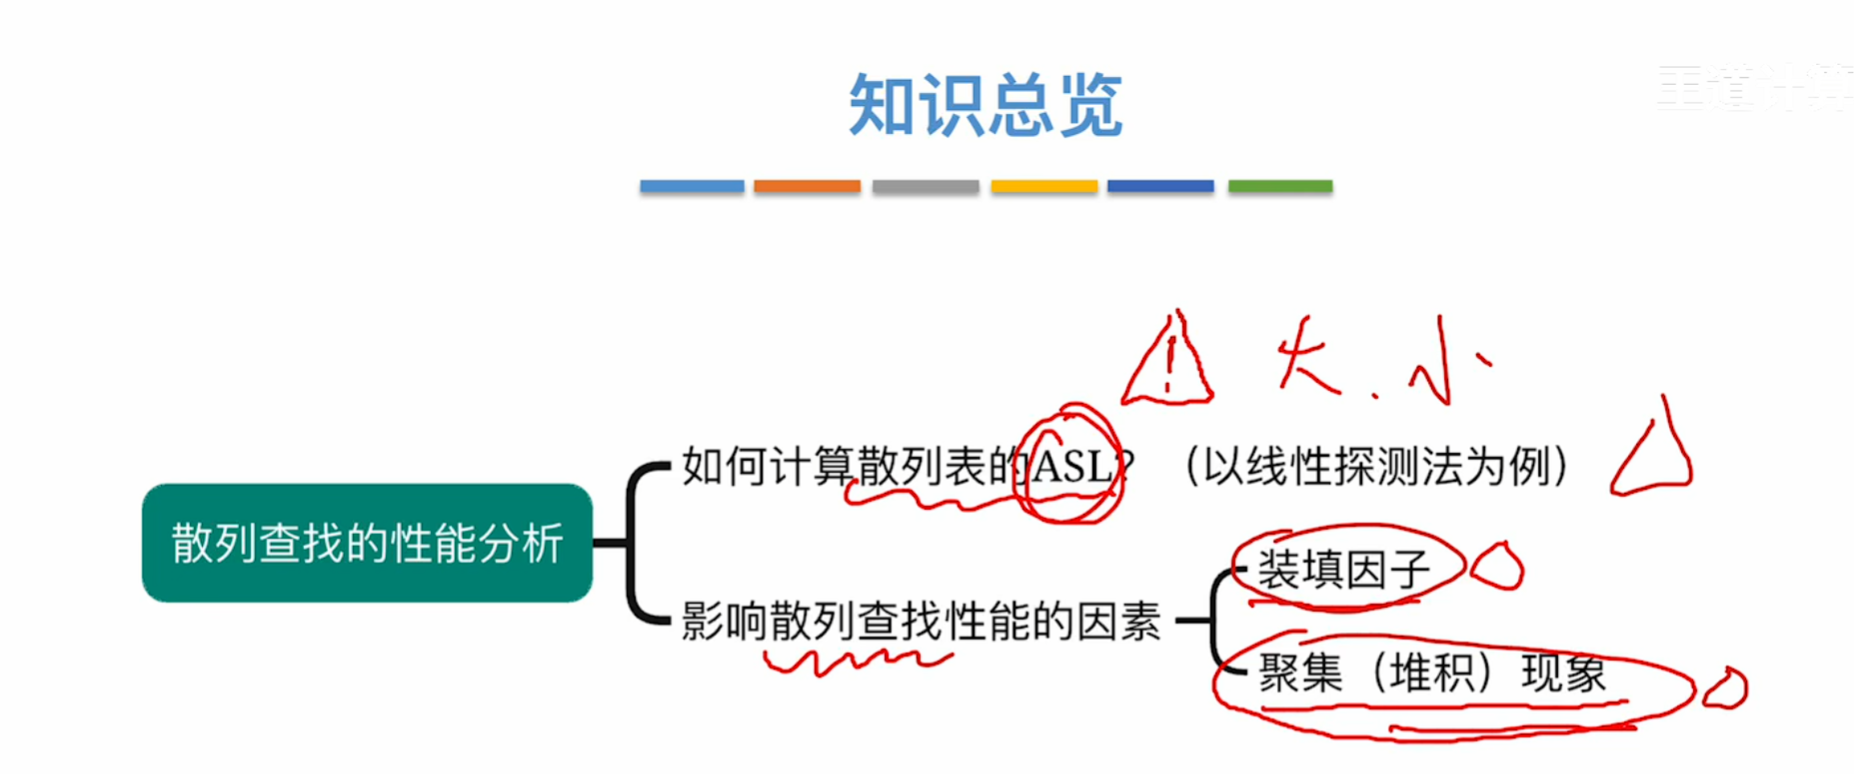 知识总览
王道计算
大、小
如何计算散列表的ASL？（以线性探测法为例）
散列查找的性能分析
装填因子
影响散列查找性能的因素
聚集（堆积）现象